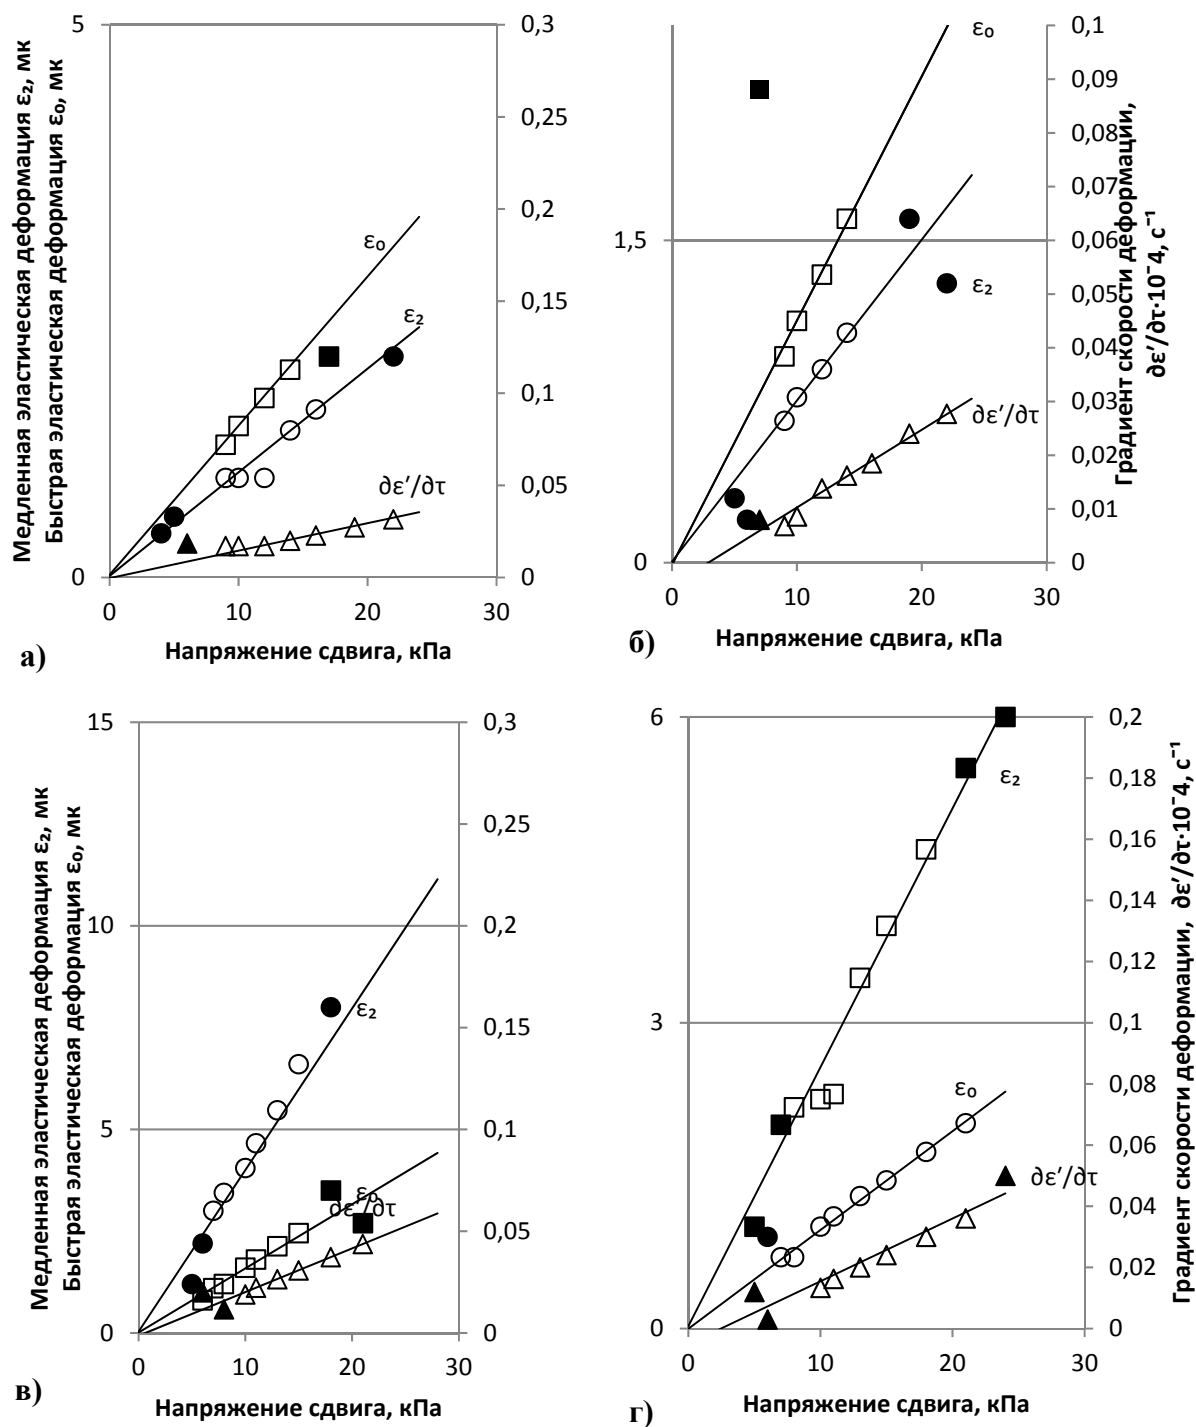 Медленная эластическая деформация ε₂, мк
Быстрая эластическая деформация ε₀, мк
5
0
0,3
0,25
0,2
0,15
0,1
0,05
0
ε₀
ε₂
∂ε′/∂τ
0
10
20
30
Напряжение сдвига, кПа
а)
1,5
0
0,1
0,09
0,08
0,07
0,06
0,05
0,04
0,03
0,02
0,01
0
ε₀
ε₂
∂ε′/∂τ
Градиент скорости деформации,
∂ε′/∂τ·10⁻4, с⁻¹
0
10
20
30
Напряжение сдвига, кПа
б)
Медленная эластическая деформация ε₂, мк
Быстрая эластическая деформация ε₀, мк
15
10
5
0
0,3
0,25
0,2
0,15
0,1
0,05
0
ε₂
ε₀
∂ε′/∂τ
0
10
20
30
Напряжение сдвига, кПа
в)
6
3
0
0,2
0,18
0,16
0,14
0,12
0,1
0,08
0,06
0,04
0,02
0
ε₂
ε₀
∂ε′/∂τ
Градиент скорости деформации, ∂ε′/∂τ·10⁻4, с⁻¹
0
10
20
30
Напряжение сдвига, кПа
г)